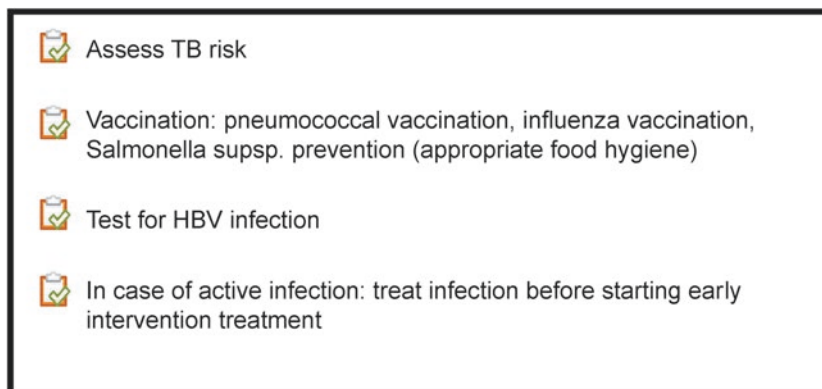 Assess TB risk
Vaccination: pneumococcal vaccination, influenza vaccination,
Salmonella supsp. prevention (appropriate food hygiene)
Test for HBV infection
In case of active infection: treat infection before starting early
intervention treatment